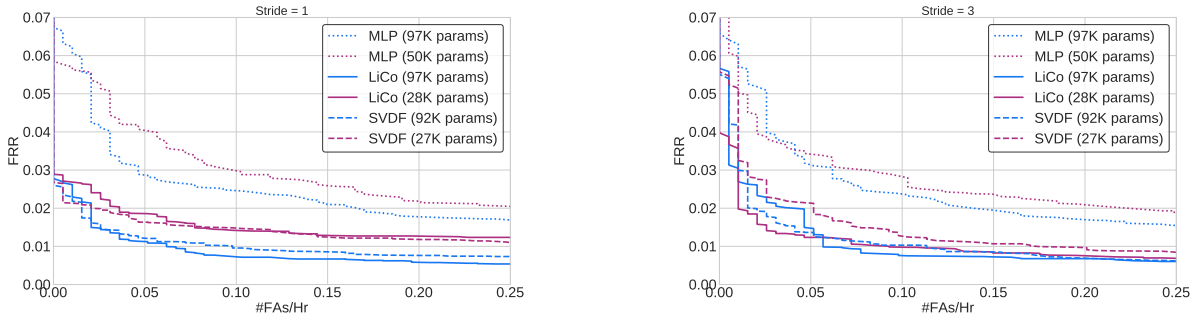 Stride = 1
0.07
0.06
0.05
0.04
0.03
0.02
0.01
0.00
FRR
MLP (97K params)
MLP (50K params)
LiCo (97K params)
LiCo (28K params)
SVDF (92K params)
SVDF (27K params)
0.00 0.05 0.10 0.15 0.20 0.25
#FAs/Hr
Stride = 3
0.07
0.06
0.05
0.04
0.03
0.02
0.01
0.00
FRR
MLP (97K params)
MLP (50K params)
LiCo (97K params)
LiCo (28K params)
SVDF (92K params)
SVDF (27K params)
0.00 0.05 0.10 0.15 0.20 0.25
#FAs/Hr